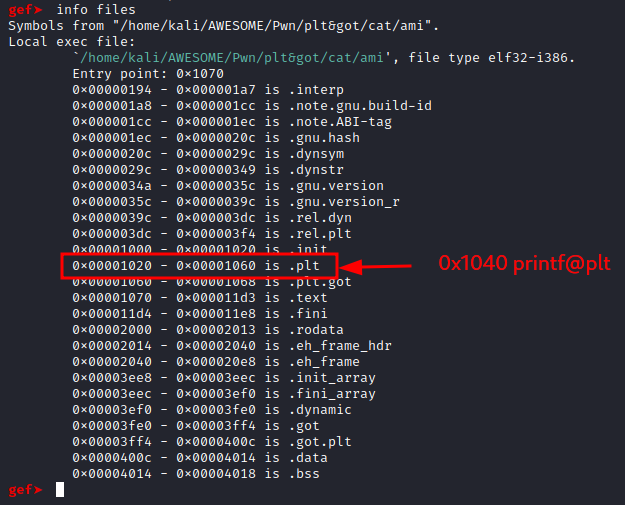 gef➤  info files
Symbols from "/home/kali/AWESOME/Pwn/plt&got/cat/ami".
Local exec file:
`/home/kali/AWESOME/Pwn/plt&got/cat/ami', file type elf32-i386.
Entry point: 0×1070
0×00000194 - 0×000001a7 is .interp
0×000001a8 - 0×000001cc is .note.gnu.build-id
0×000001cc - 0×000001ec is .note.ABI-tag
0×000001ec - 0×0000020c is .gnu.hash
0×0000020c - 0×0000029c is .dynsym
0×0000029c - 0×00000349 is .dynstr
0×0000034a - 0×0000035c is .gnu.version
0×0000035c - 0×0000039c is .gnu.version_r
0×0000039c - 0×000003dc is .rel.dyn
0×000003dc - 0×000003f4 is .rel.plt
0×00001000 - 0×00001020 is .init
0×00001020 - 0×00001060 is .plt 0x1040 printf@plt
0×00001060 - 0×00001068 is .plt.got
0×00001070 - 0×000011d3 is .text
0×000011d4 - 0×000011e8 is .fini
0×00002000 - 0×00002013 is .rodata
0×00002014 - 0×00002040 is .eh_frame_hdr
0×00002040 - 0×000020e8 is .eh_frame
0×00003ee8 - 0×00003eec is .init_array
0×00003eec - 0×00003ef0 is .fini_array
0×00003ef0 - 0×00003fe0 is .dynamic
0×00003fe0 - 0×00003ff4 is .got
0×00003ff4 - 0×0000400c is .got.plt
0×0000400c - 0×00004014 is .data
0×00004014 - 0×00004018 is .bss
gef➤